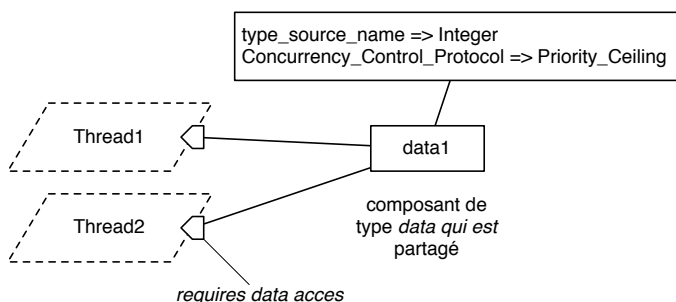 type_source_name => Integer
Concurrency_Control_Protocol => Priority_Ceiling
Thread1
data1
Thread2
composant de
type data qui est
partagé
requires data acces